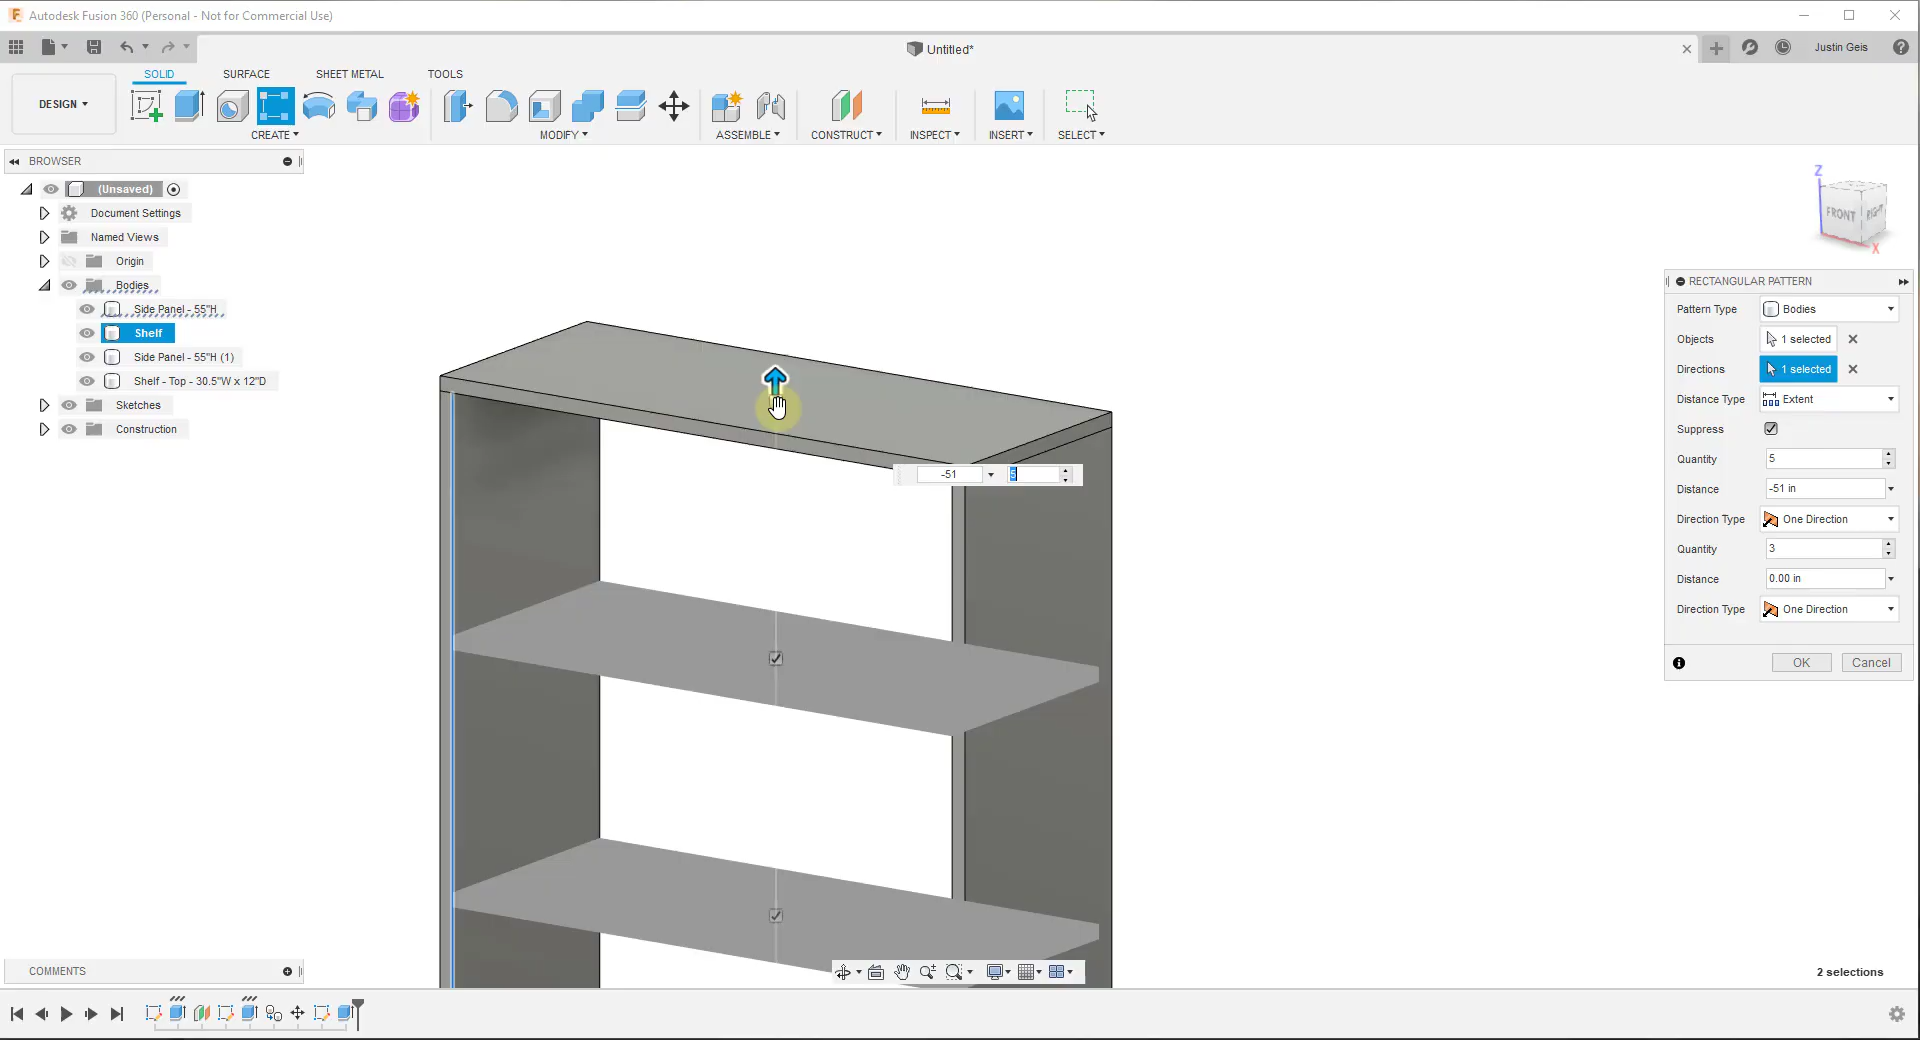 Autodesk Fusion 360 (Personal - Not for Commercial Use)
Untitled*
Justin Geis
DESIGN
SOLID SURFACE SHEET METAL TOOLS
CREATE MODIFY ASSEMBLE CONSTRUCT INSPECT INSERT SELECT
BROWSER
(Unsaved)
Document Settings
Named Views
Origin
Bodies
Side Panel - 55"H
Shelf
Side Panel - 55"H (1)
Shelf - Top - 30.5"W x 12"D
Sketches
Construction
Z
FRONT RIGHT
X
-51 5
RECTANGULAR PATTERN
Pattern Type Bodies
Objects 1 selected
Directions 1 selected
Distance Type Extent
Suppress
Quantity 5
Distance -51 in
Direction Type One Direction
Quantity 3
Distance 0.00 in
Direction Type One Direction
OK Cancel
COMMENTS
2 selections